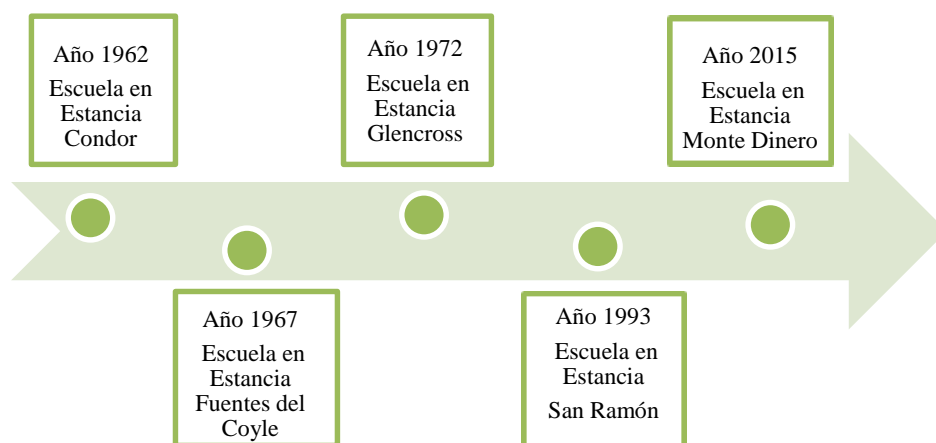 Año 1962
Escuela en
Estancia
Condor
Año 1967
Escuela en
Estancia
Fuentes del
Coyle
Año 1972
Escuela en
Estancia
Glencross
Año 1993
Escuela en
Estancia
San Ramón
Año 2015
Escuela en
Estancia
Monte Dinero